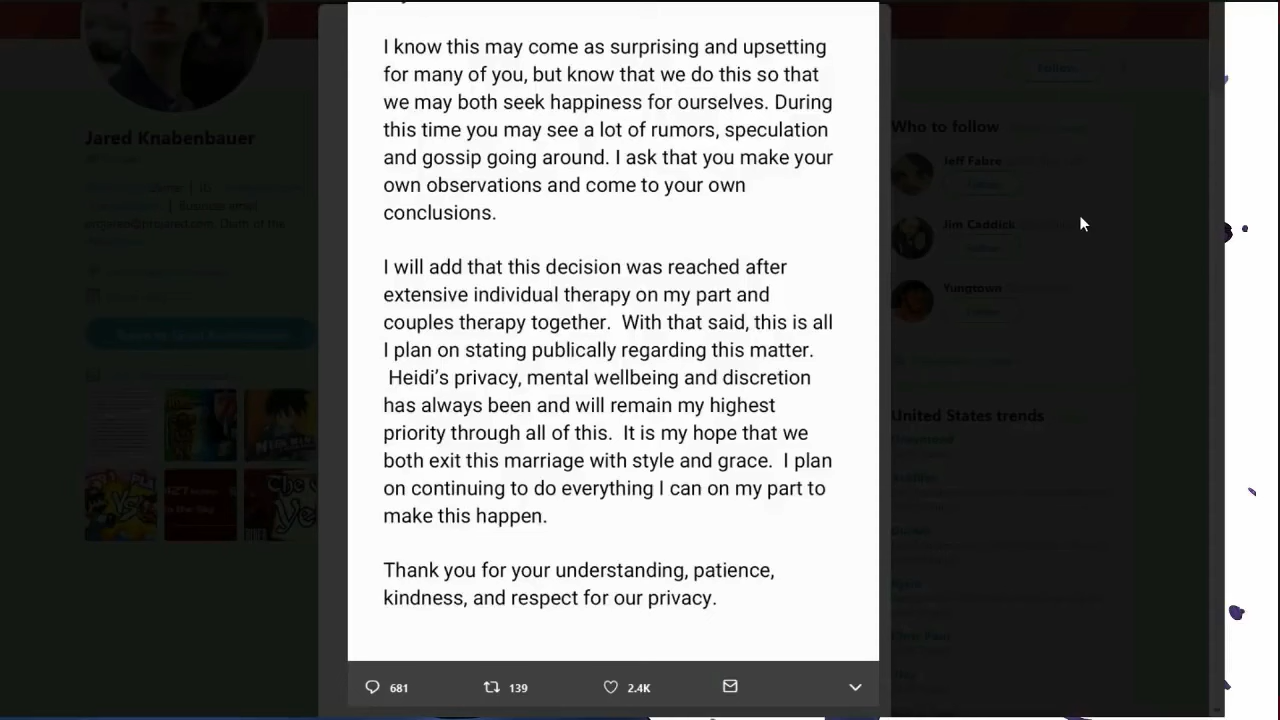 I know this may come as surprising and upsetting
for many of you, but know that we do this so that
we may both seek happiness for ourselves. During
this time you may see a lot of rumors, speculation
and gossip going around. I ask that you make your
own observations and come to your own
conclusions.
I will add that this decision was reached after
extensive individual therapy on my part and
couples therapy together. With that said, this is all
I plan on stating publically regarding this matter.
Heidi’s privacy, mental wellbeing and discretion
has always been and will remain my highest
priority through all of this. It is my hope that we
both exit this marriage with style and grace. I plan
on continuing to do everything I can on my part to
make this happen.
Thank you for your understanding, patience,
kindness, and respect for our privacy.
681 139 2.4K
Jared Knabenbauer
Who to follow
Jeff Fabre
Jim Caddick
Yungtown
United States trends